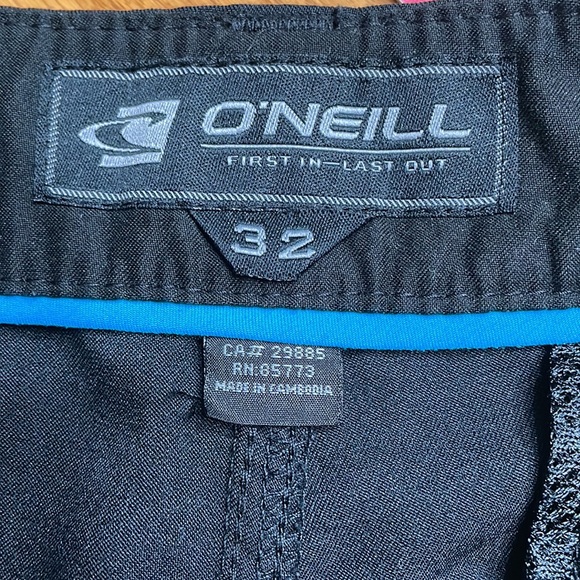 O'NEILL
FIRST IN—LAST OUT
32
CA# 29885
RN:85773
MADE IN CAMBODIA